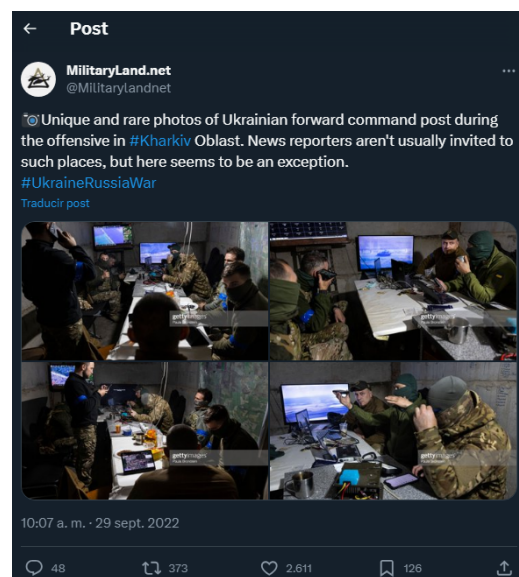 Post
MilitaryLand.net
@Militarylandnet
Unique and rare photos of Ukrainian forward command post during
the offensive in #Kharkiv Oblast. News reporters aren't usually invited to
such places, but here seems to be an exception.
#UkraineRussiaWar
Traducir post
gettyimages
gettyimages
gettyimages
gettyimages
10:07 a. m. · 29 sept. 2022
48 373 2.611 126